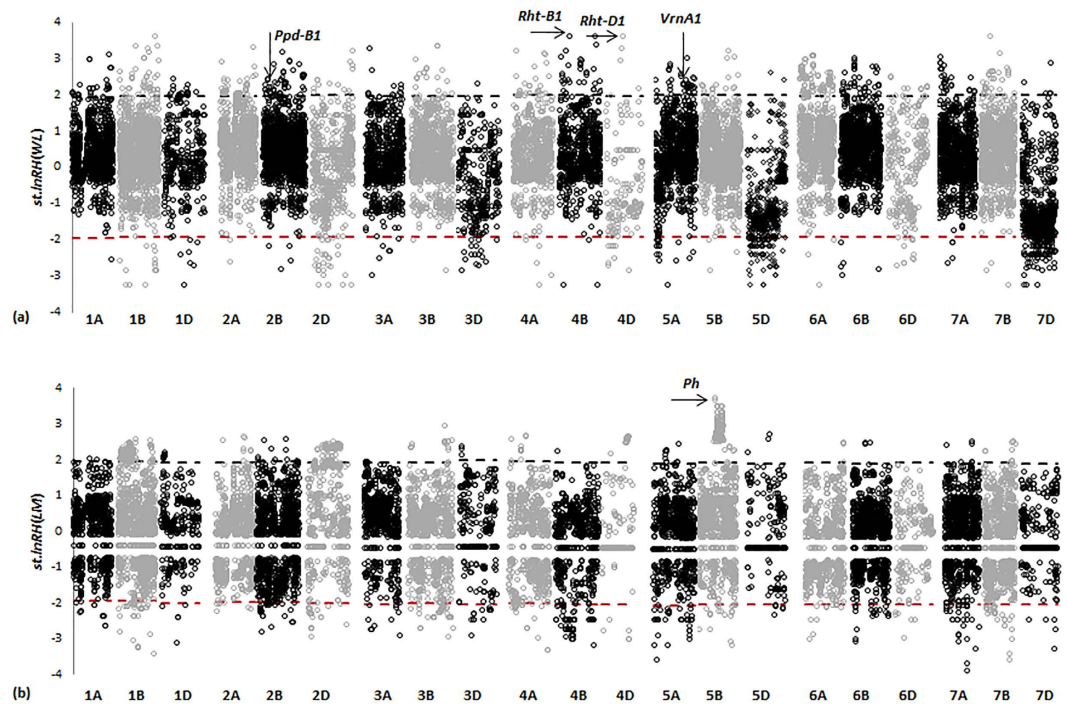 4
Rht-B1 Rht-D1 VrnA1
Ppd-B1
3
2
1
0
-1
-2
-3
-4
st.lnRH(WL)
(a) 1A 1B 1D 2A 2B 2D 3A 3B 3D 4A 4B 4D 5A 5B 5D 6A 6B 6D 7A 7B 7D
4
Ph
3
2
1
0
-1
-2
-3
-4
st.lnRH(LM)
(b) 1A 1B 1D 2A 2B 2D 3A 3B 3D 4A 4B 4D 5A 5B 5D 6A 6B 6D 7A 7B 7D